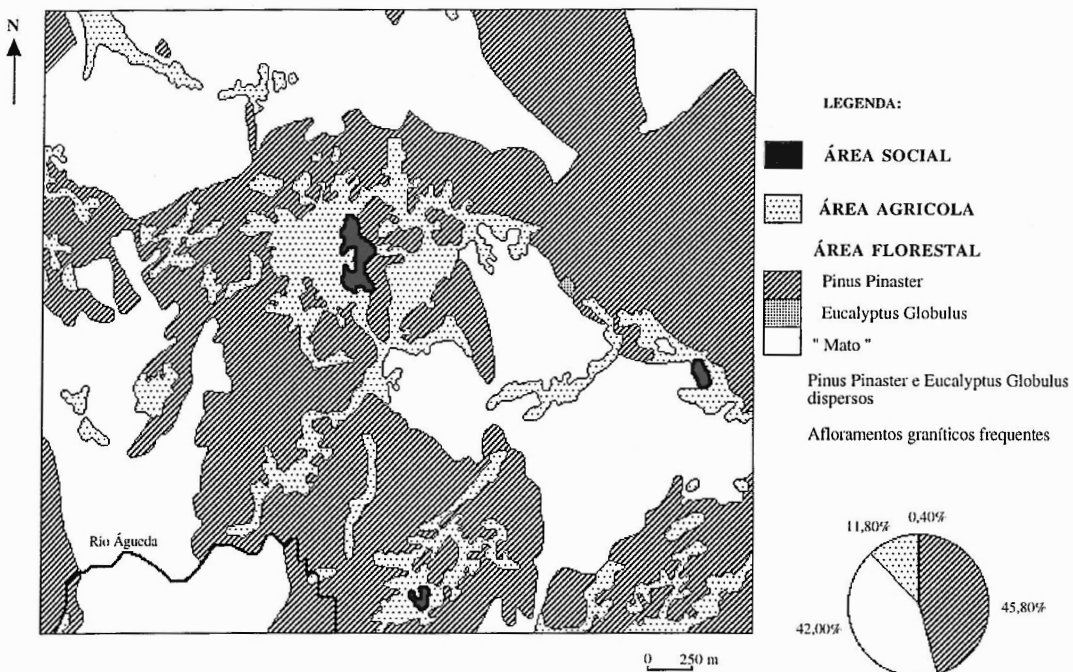 N
LEGENDA:
ÁREA SOCIAL
ÁREA AGRICOLA
ÁREA FLORESTAL
Pinus Pinaster
Eucalyptus Globulus
" Mato "
Pinus Pinaster e Eucalyptus Globulus
dispersos
Afloramentos graníticos frequentes
Rio Águeda
11,80%
0,40%
42,00%
45,80%
0 250 m